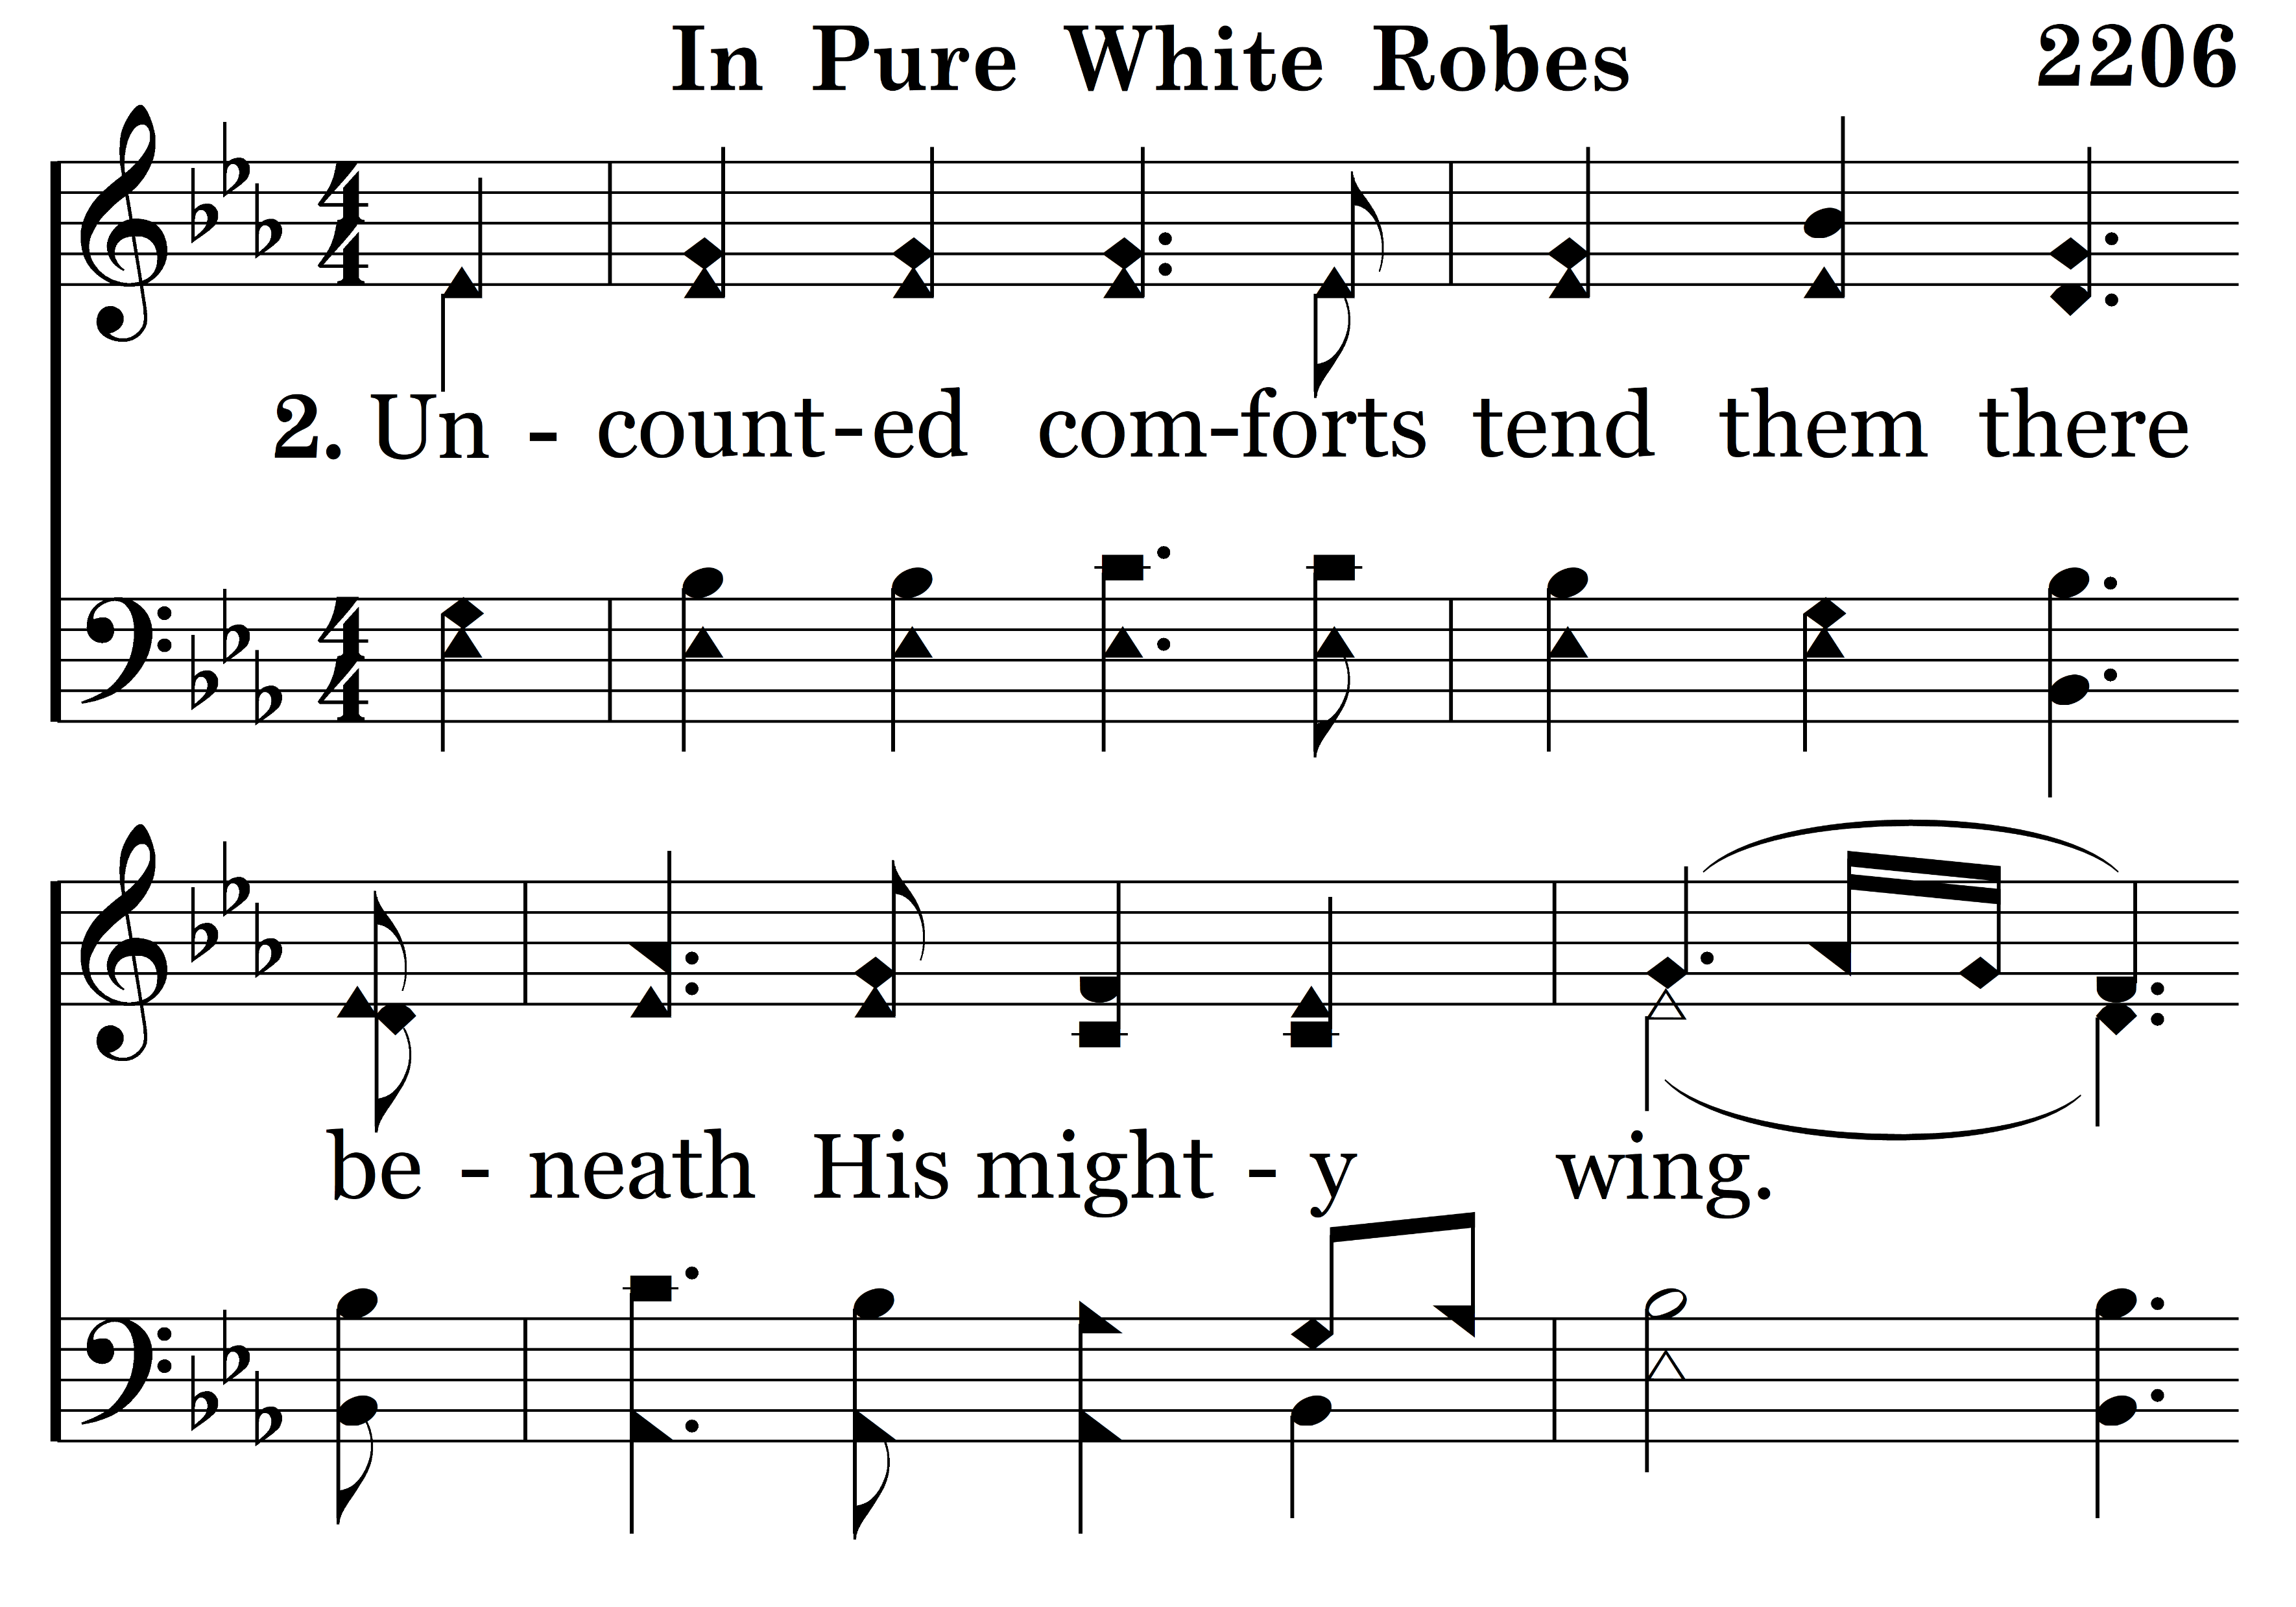 In Pure White Robes 2206
2. Un - count-ed com-forts tend them there
be - neath His might - y wing.